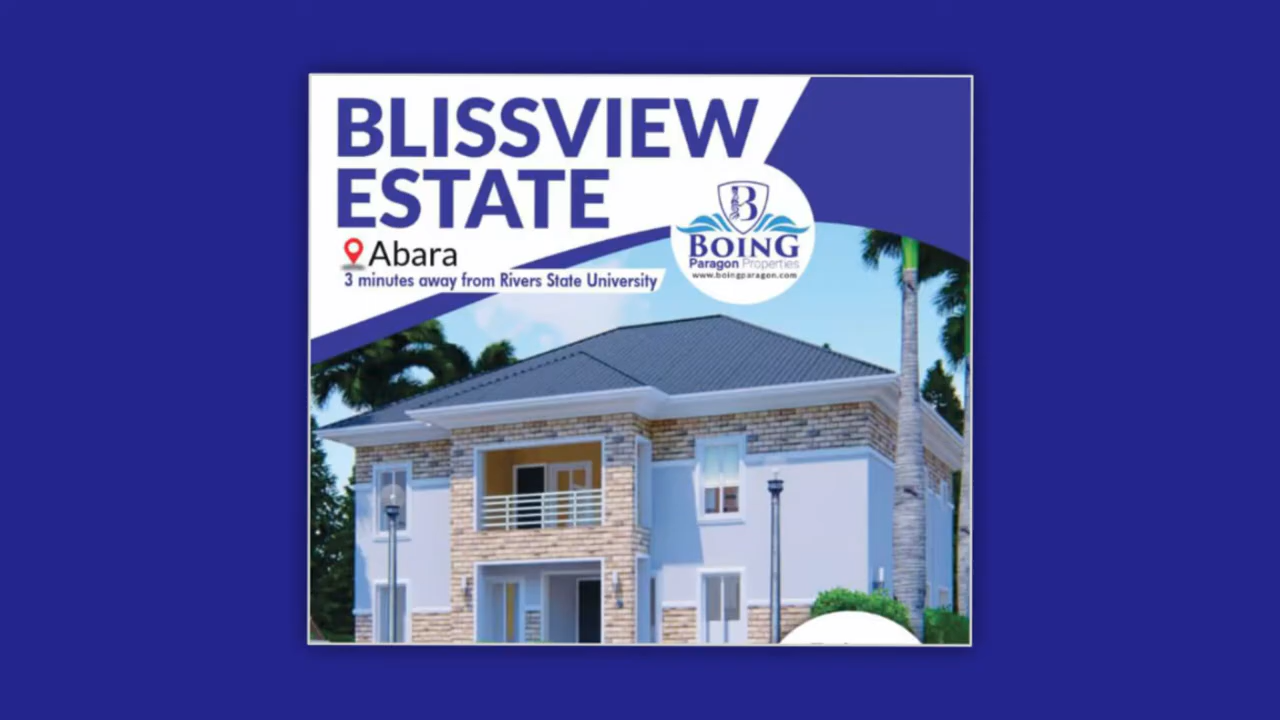 BLISSVIEW
ESTATE
Abara
3 minutes away from Rivers State University
B
BOING
Paragon Properties
www.boingparagon.com